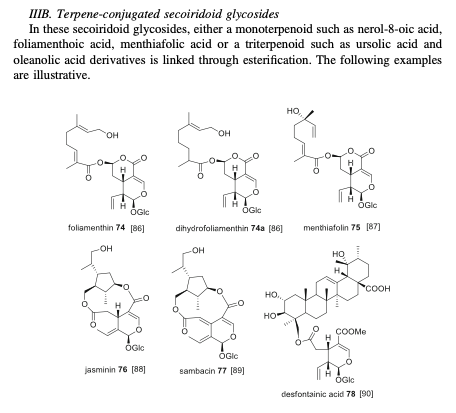 IIIB. Terpene-conjugated secoiridoid glycosides
In these secoiridoid glycosides, either a monoterpenoid such as nerol-8-oic acid,
foliamenthoic acid, menthiafolic acid or a triterpenoid such as ursolic acid and
oleanolic acid derivatives is linked through esterification. The following examples
are illustrative.
OH
O
O
O
O
H
O
H
OGlc
foliamenthin 74 [86]
OH
O
O
O
O
H
O
H
OGlc
dihydrofoliamenthin 74a [86]
HO
O
O
O
O
H
O
H
OGlc
menthiafolin 75 [87]
OH
O
O
O
O
H
O
OGlc
jasminin 76 [88]
OH
O
O
O
O
O
OGlc
sambacin 77 [89]
HO
H
COOH
HO
HO
O
O
H
COOMe
O
H
OGlc
desfontainic acid 78 [90]